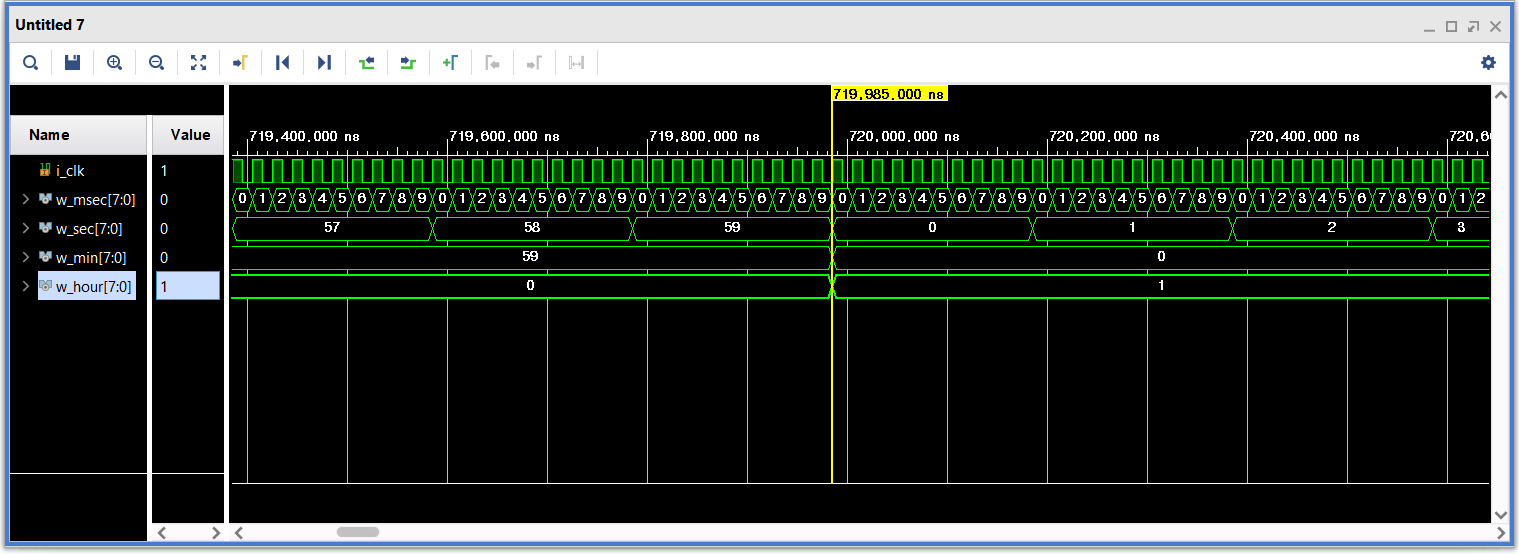 Untitled 7
719,985.000 ns
Name Value
719,400.000 ns 719,600.000 ns 719,800.000 ns 720,000.000 ns 720,200.000 ns 720,400.000 ns 720,6
i_clk 1
w_msec[7:0] 0 0 1 2 3 4 5 6 7 8 9 0 1 2 3 4 5 6 7 8 9 0 1 2 3 4 5 6 7 8 9 0 1 2 3 4 5 6 7 8 9 0 1 2 3 4 5 6 7 8 9 0 1 2 3 4 5 6 7 8 9 0 1 2
w_sec[7:0] 0 57 58 59 0 1 2 3
w_min[7:0] 0 59 0
w_hour[7:0] 1 0 1